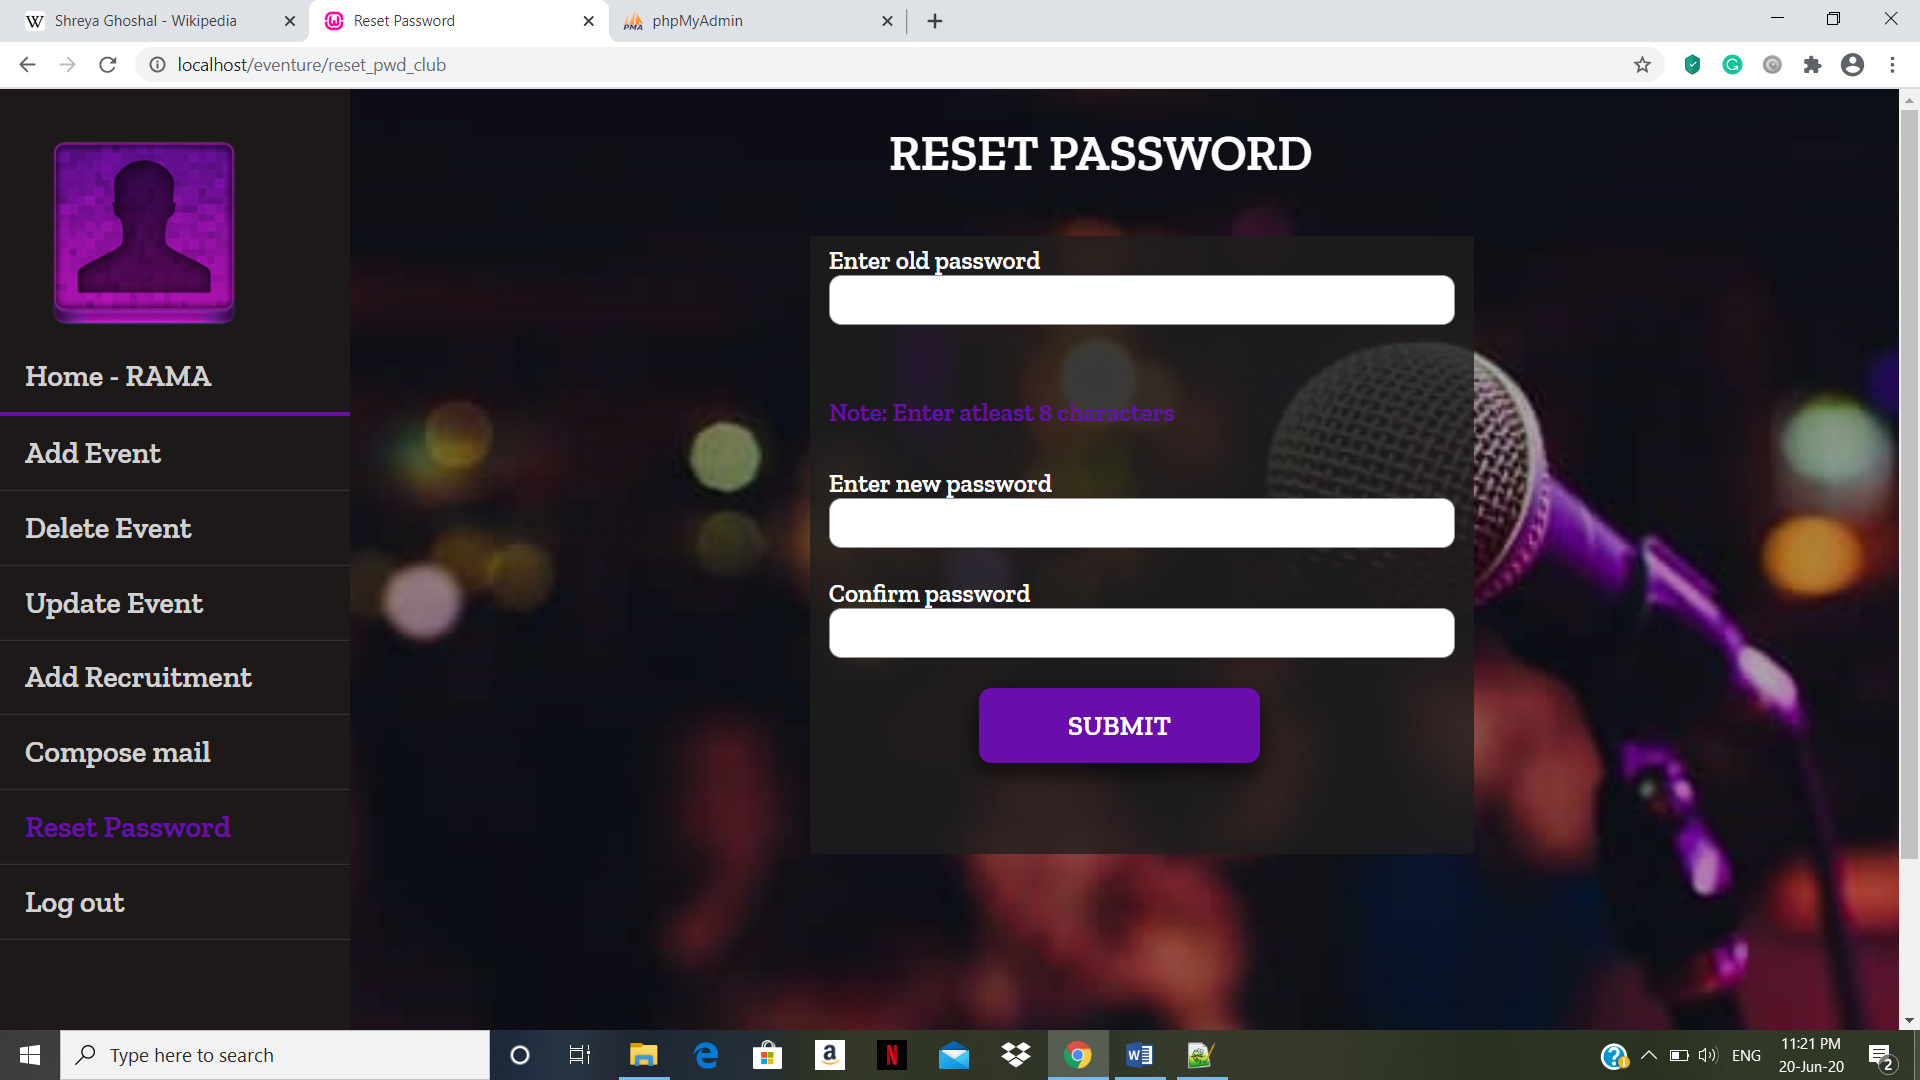 Shreya Ghoshal - Wikipedia
Reset Password
phpMyAdmin
localhost/eventure/reset_pwd_club
RESET PASSWORD
Home - RAMA
Add Event
Delete Event
Update Event
Add Recruitment
Compose mail
Reset Password
Log out
Enter old password
Note: Enter atleast 8 characters
Enter new password
Confirm password
SUBMIT
Type here to search
ENG
11:21 PM
20-Jun-20
2